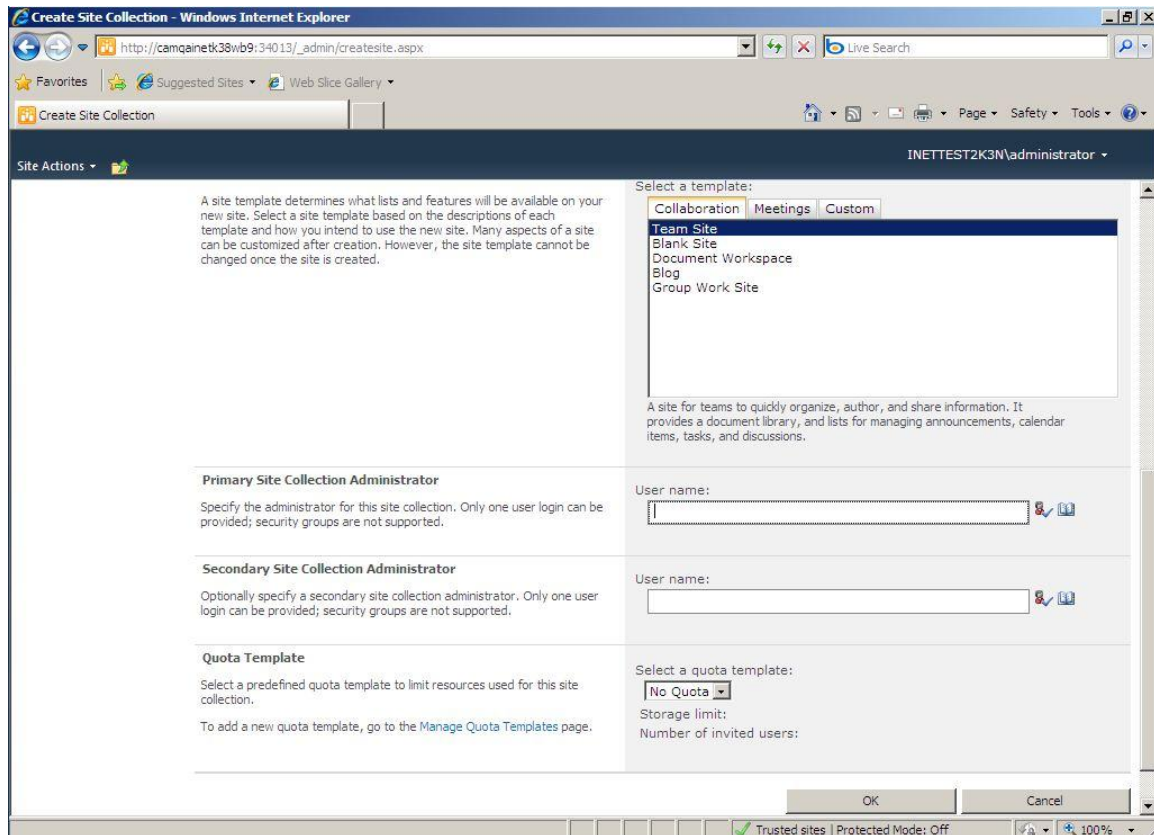 Create Site Collection - Windows Internet Explorer
http://camqainetk38wb9:34013/_admin/createsite.aspx
Live Search
Favorites
Suggested Sites
Web Slice Gallery
Create Site Collection
Page
Safety
Tools
Site Actions
INETTEST2K3N\administrator
A site template determines what lists and features will be available on your
new site. Select a site template based on the descriptions of each
template and how you intend to use the new site. Many aspects of a site
can be customized after creation. However, the site template cannot be
changed once the site is created.
Select a template:
Collaboration
Meetings
Custom
Team Site
Blank Site
Document Workspace
Blog
Group Work Site
A site for teams to quickly organize, author, and share information. It
provides a document library, and lists for managing announcements, calendar
items, tasks, and discussions.
Primary Site Collection Administrator
Specify the administrator for this site collection. Only one user login can be
provided; security groups are not supported.
User name:
Secondary Site Collection Administrator
Optionally specify a secondary site collection administrator. Only one user
login can be provided; security groups are not supported.
User name:
Quota Template
Select a predefined quota template to limit resources used for this site
collection.
To add a new quota template, go to the Manage Quota Templates page.
Select a quota template:
No Quota
Storage limit:
Number of invited users:
OK
Cancel
Trusted sites | Protected Mode: Off
100%